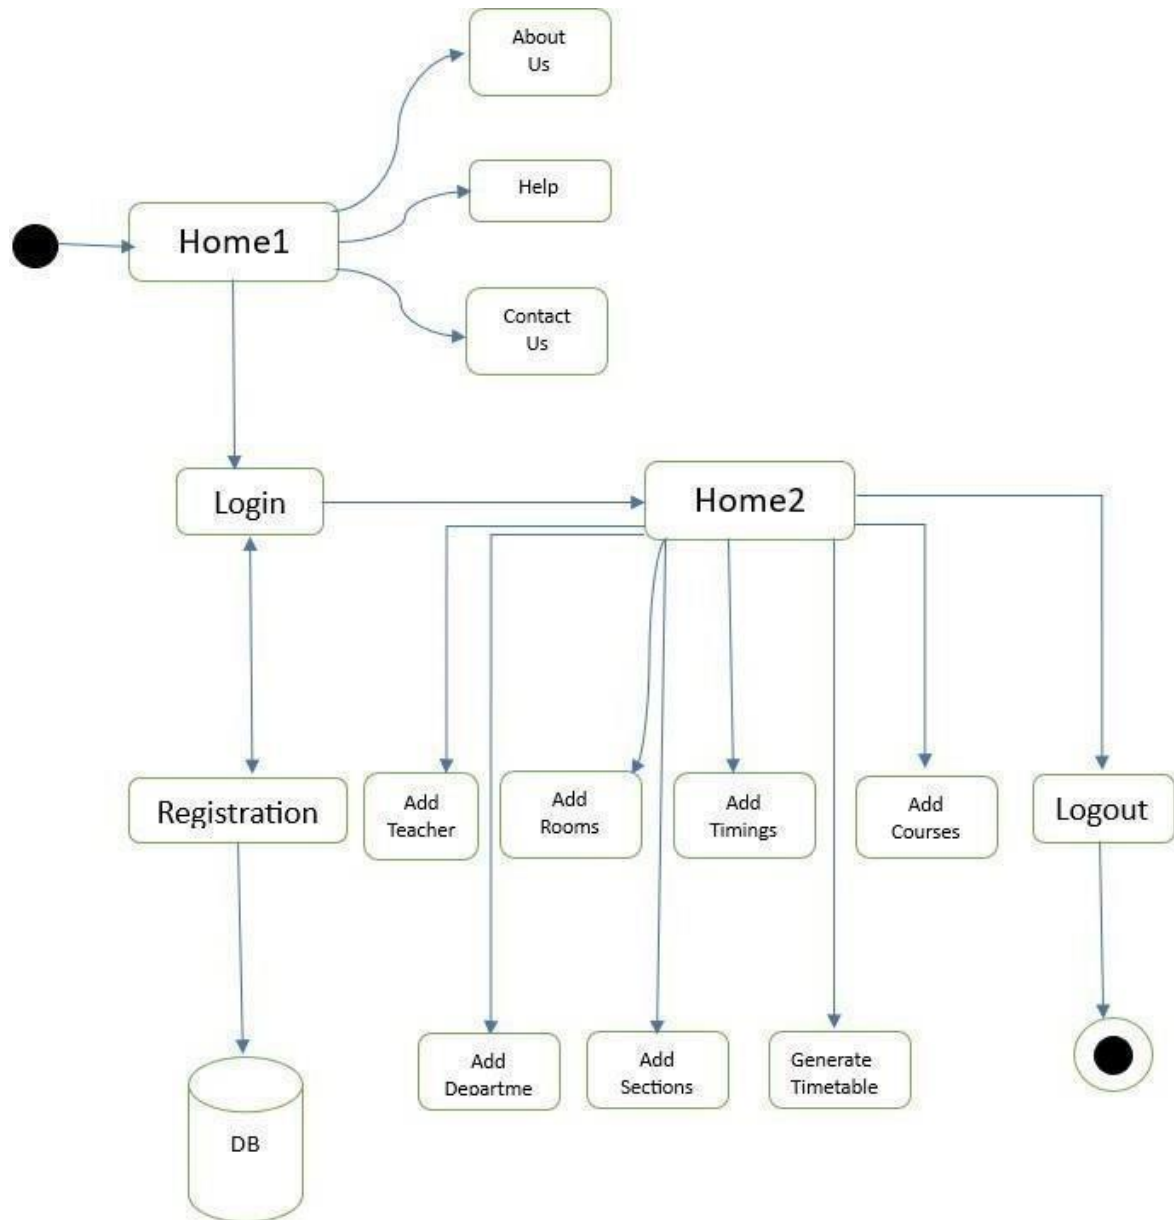 About
Us
Help
Home1
Contact
Us
Login
Home2
Registration
Add
Teacher
Add
Rooms
Add
Timings
Add
Courses
Logout
Add
Departme
Add
Sections
Generate
Timetable
DB